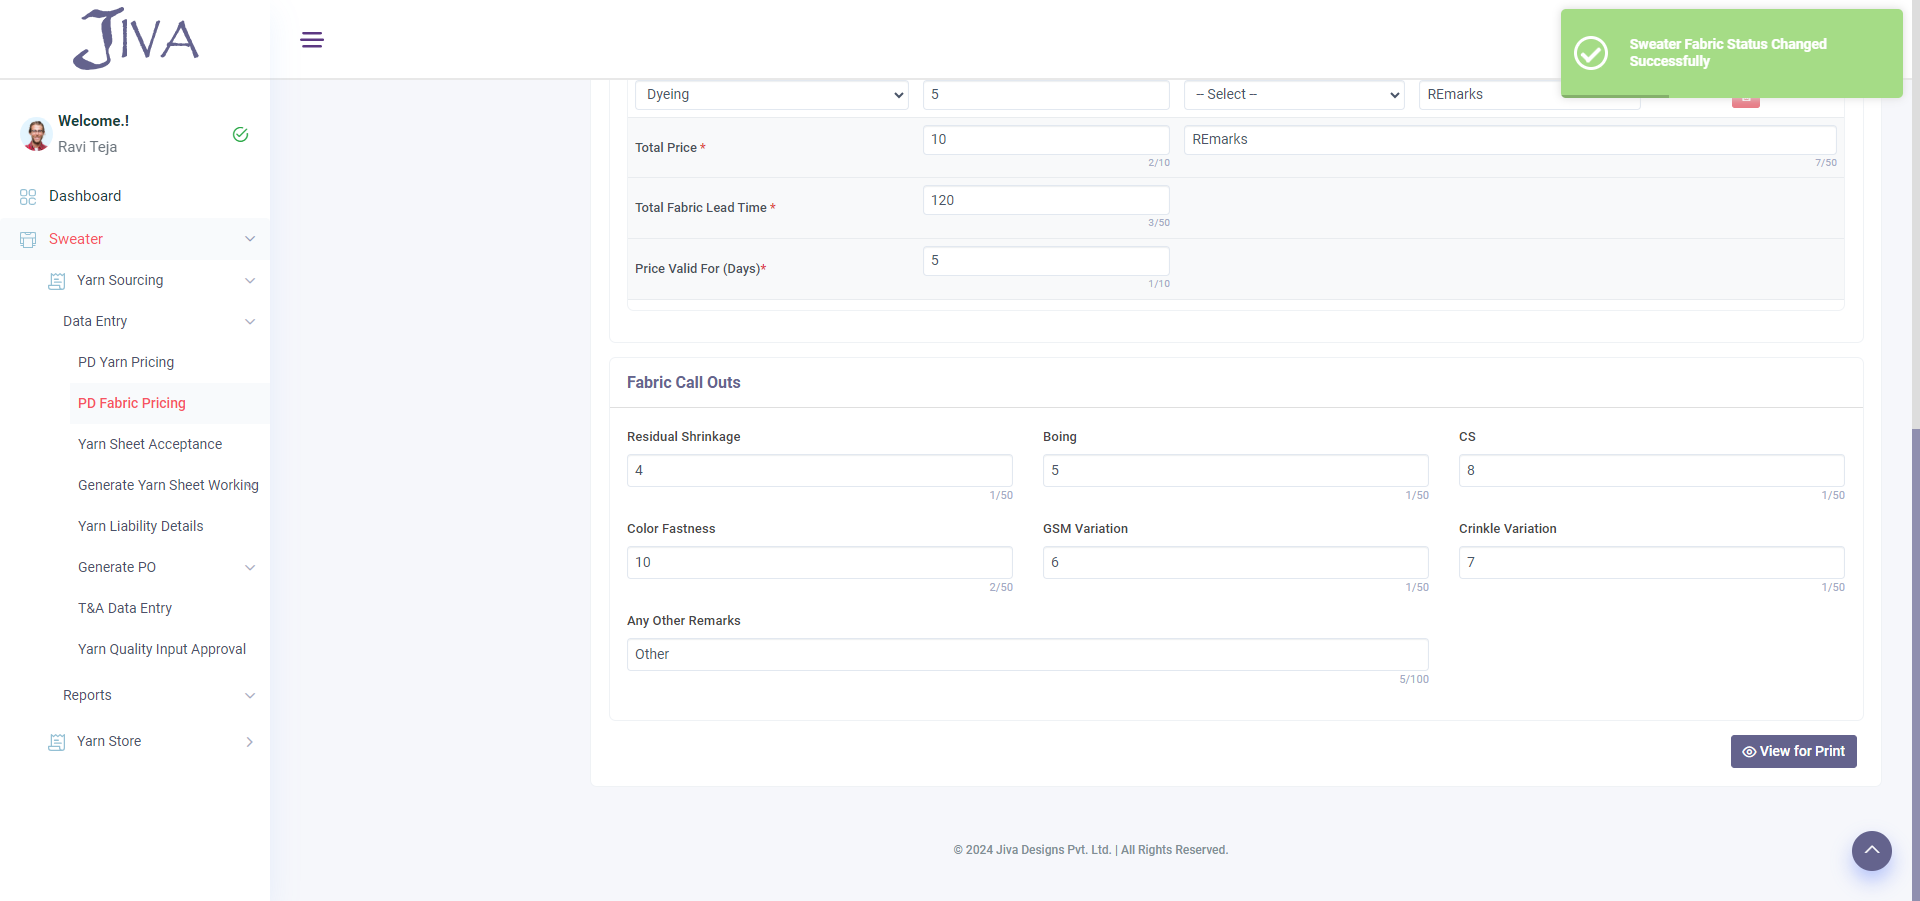 JIVA
Sweater Fabric Status Changed
Successfully
Welcome.!
Ravi Teja
Dashboard
Sweater
Yarn Sourcing
Data Entry
PD Yarn Pricing
PD Fabric Pricing
Yarn Sheet Acceptance
Generate Yarn Sheet Working
Yarn Liability Details
Generate PO
T&A Data Entry
Yarn Quality Input Approval
Reports
Yarn Store
Dyeing 5 -- Select -- REmarks
Total Price * 10 REmarks
2/10 7/50
Total Fabric Lead Time * 120
3/50
Price Valid For (Days)* 5
1/10
Fabric Call Outs
Residual Shrinkage Boing CS
4 5 8
1/50 1/50 1/50
Color Fastness GSM Variation Crinkle Variation
10 6 7
2/50 1/50 1/50
Any Other Remarks
Other
5/100
View for Print
© 2024 Jiva Designs Pvt. Ltd. | All Rights Reserved.